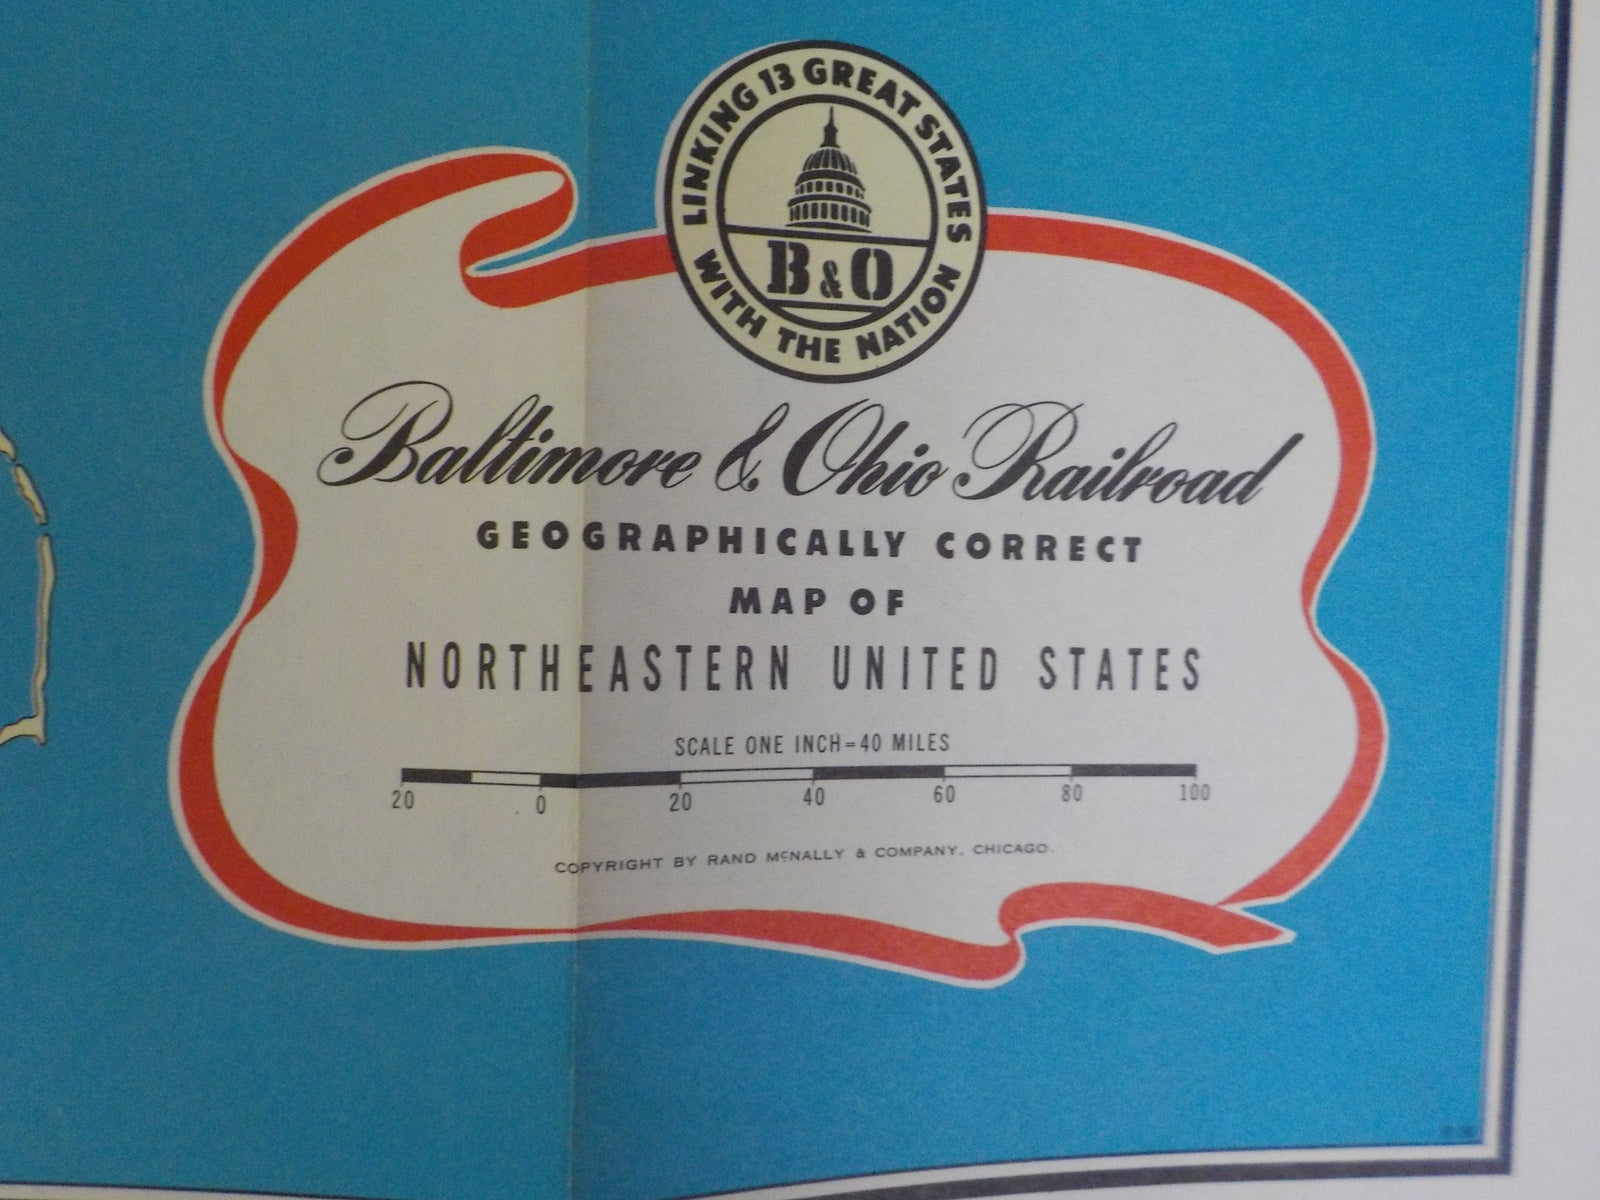 LINKING 13 GREAT STATES
WITH THE NATION
B & O
Baltimore & Ohio Railroad
GEOGRAPHICALLY CORRECT
MAP OF
NORTHEASTERN UNITED STATES
SCALE ONE INCH=40 MILES
20 0 20 40 60 80 100
COPYRIGHT BY RAND McNALLY & COMPANY, CHICAGO.